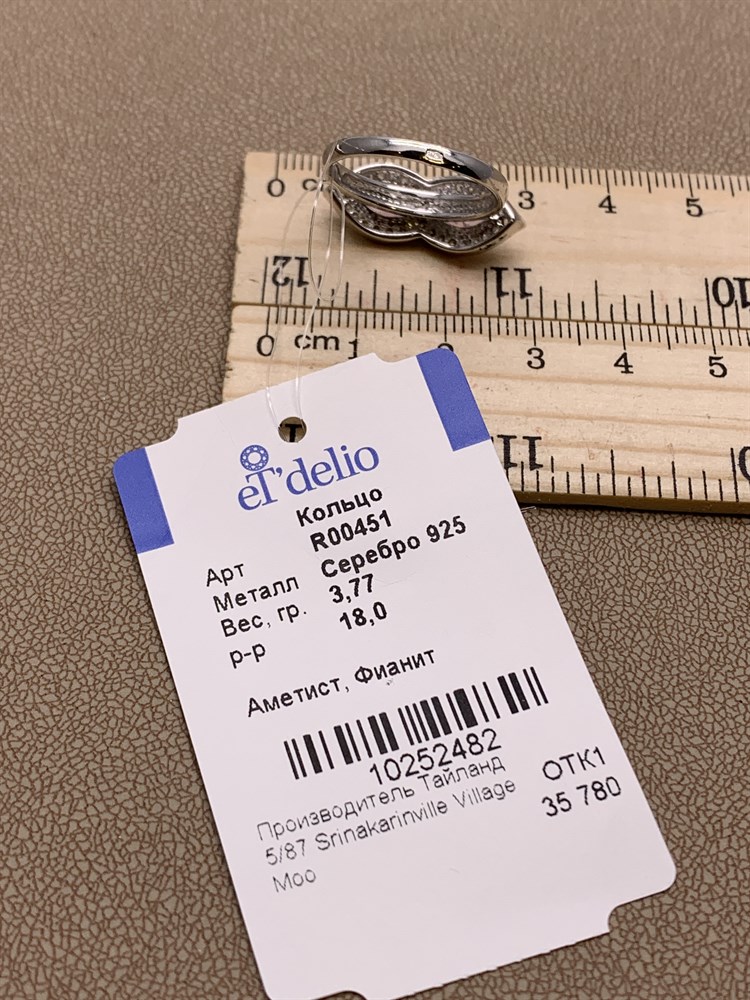 0 c 3 4 5
12 11 10
0 cm 1 2 3 4 5
11
T
eT'delio
Кольцо
Арт R00451
Металл Серебро 925
Вес, гр. 3,77
р-р 18,0
Аметист, Фианит
10252482
Производитель Тайланд ОТК1
5/87 Srinakarinville Village 35 780
Moo